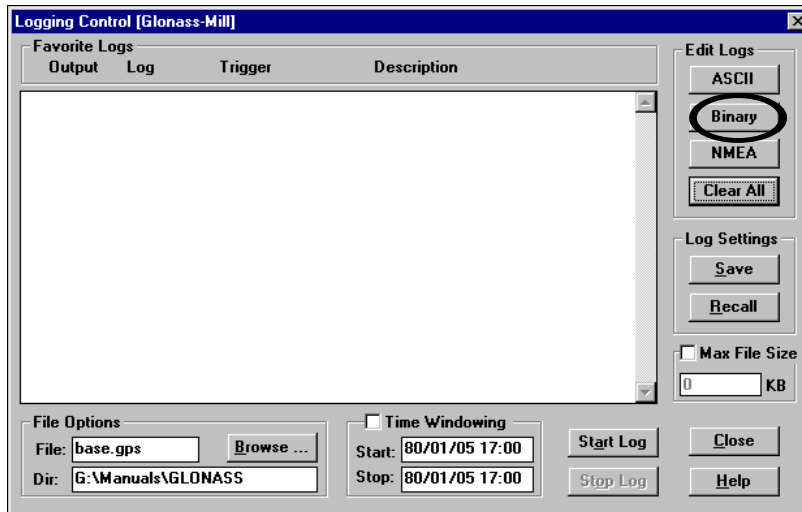 Logging Control [Glonass-Mill]
Favorite Logs
Output Log Trigger Description
Edit Logs
ASCII
Binary
NMEA
Clear All
Log Settings
Save
Recall
Max File Size
0 KB
File Options
File: base.gps Browse ...
Dir: G:\Manuals\GLONASS
Time Windowing
Start: 80/01/05 17:00
Stop: 80/01/05 17:00
Start Log
Stop Log
Close
Help